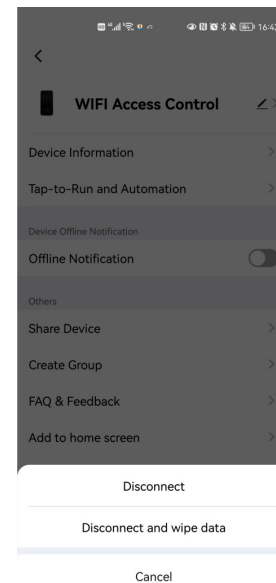 16:42
WIFI Access Control
Device Information
Tap-to-Run and Automation
Device Offline Notification
Offline Notification
Others
Share Device
Create Group
FAQ & Feedback
Add to home screen
Disconnect
Disconnect and wipe data
Cancel